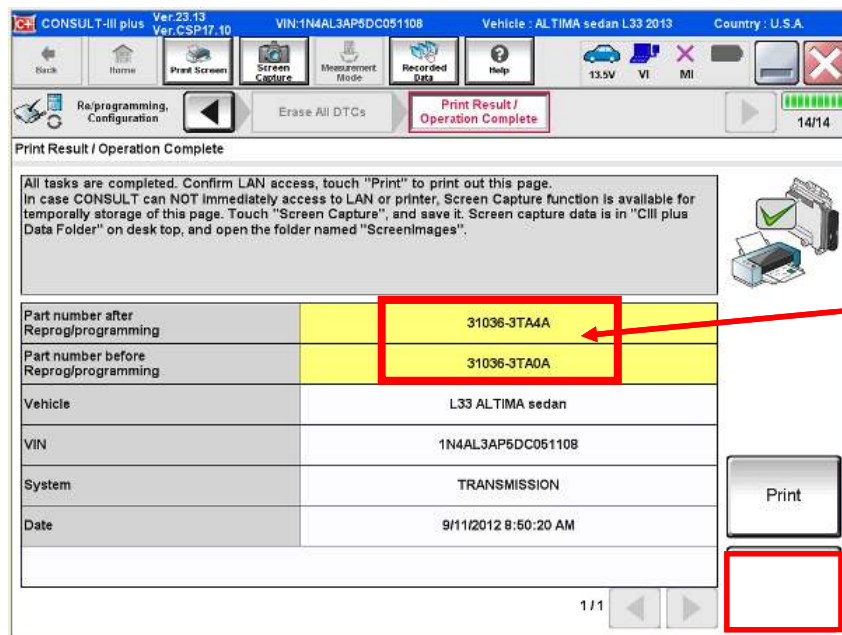 CONSULT-III plus Ver.23.13 VIN:1N4AL3AP5DC051108 Vehicle : ALTIMA sedan L33 2013 Country : U.S.A.
Ver.CSP17.10
Back
Home
Print Screen
Screen
Capture
Measurement
Mode
Recorded
Data
Help
13.5V
VI
MI
Re/programming,
Configuration
Erase All DTCs
Print Result /
Operation Complete
14/14
Print Result / Operation Complete
All tasks are completed. Confirm LAN access, touch "Print" to print out this page.
In case CONSULT can NOT immediately access to LAN or printer, Screen Capture function is available for
temporally storage of this page. Touch "Screen Capture", and save it. Screen capture data is in "CIII plus
Data Folder" on desk top, and open the folder named "ScreenImages".
Part number after
Reprog/programming
31036-3TA4A
Part number before
Reprog/programming
31036-3TA0A
Vehicle
L33 ALTIMA sedan
VIN
1N4AL3AP5DC051108
System
TRANSMISSION
Date
9/11/2012 8:50:20 AM
Print
1/1